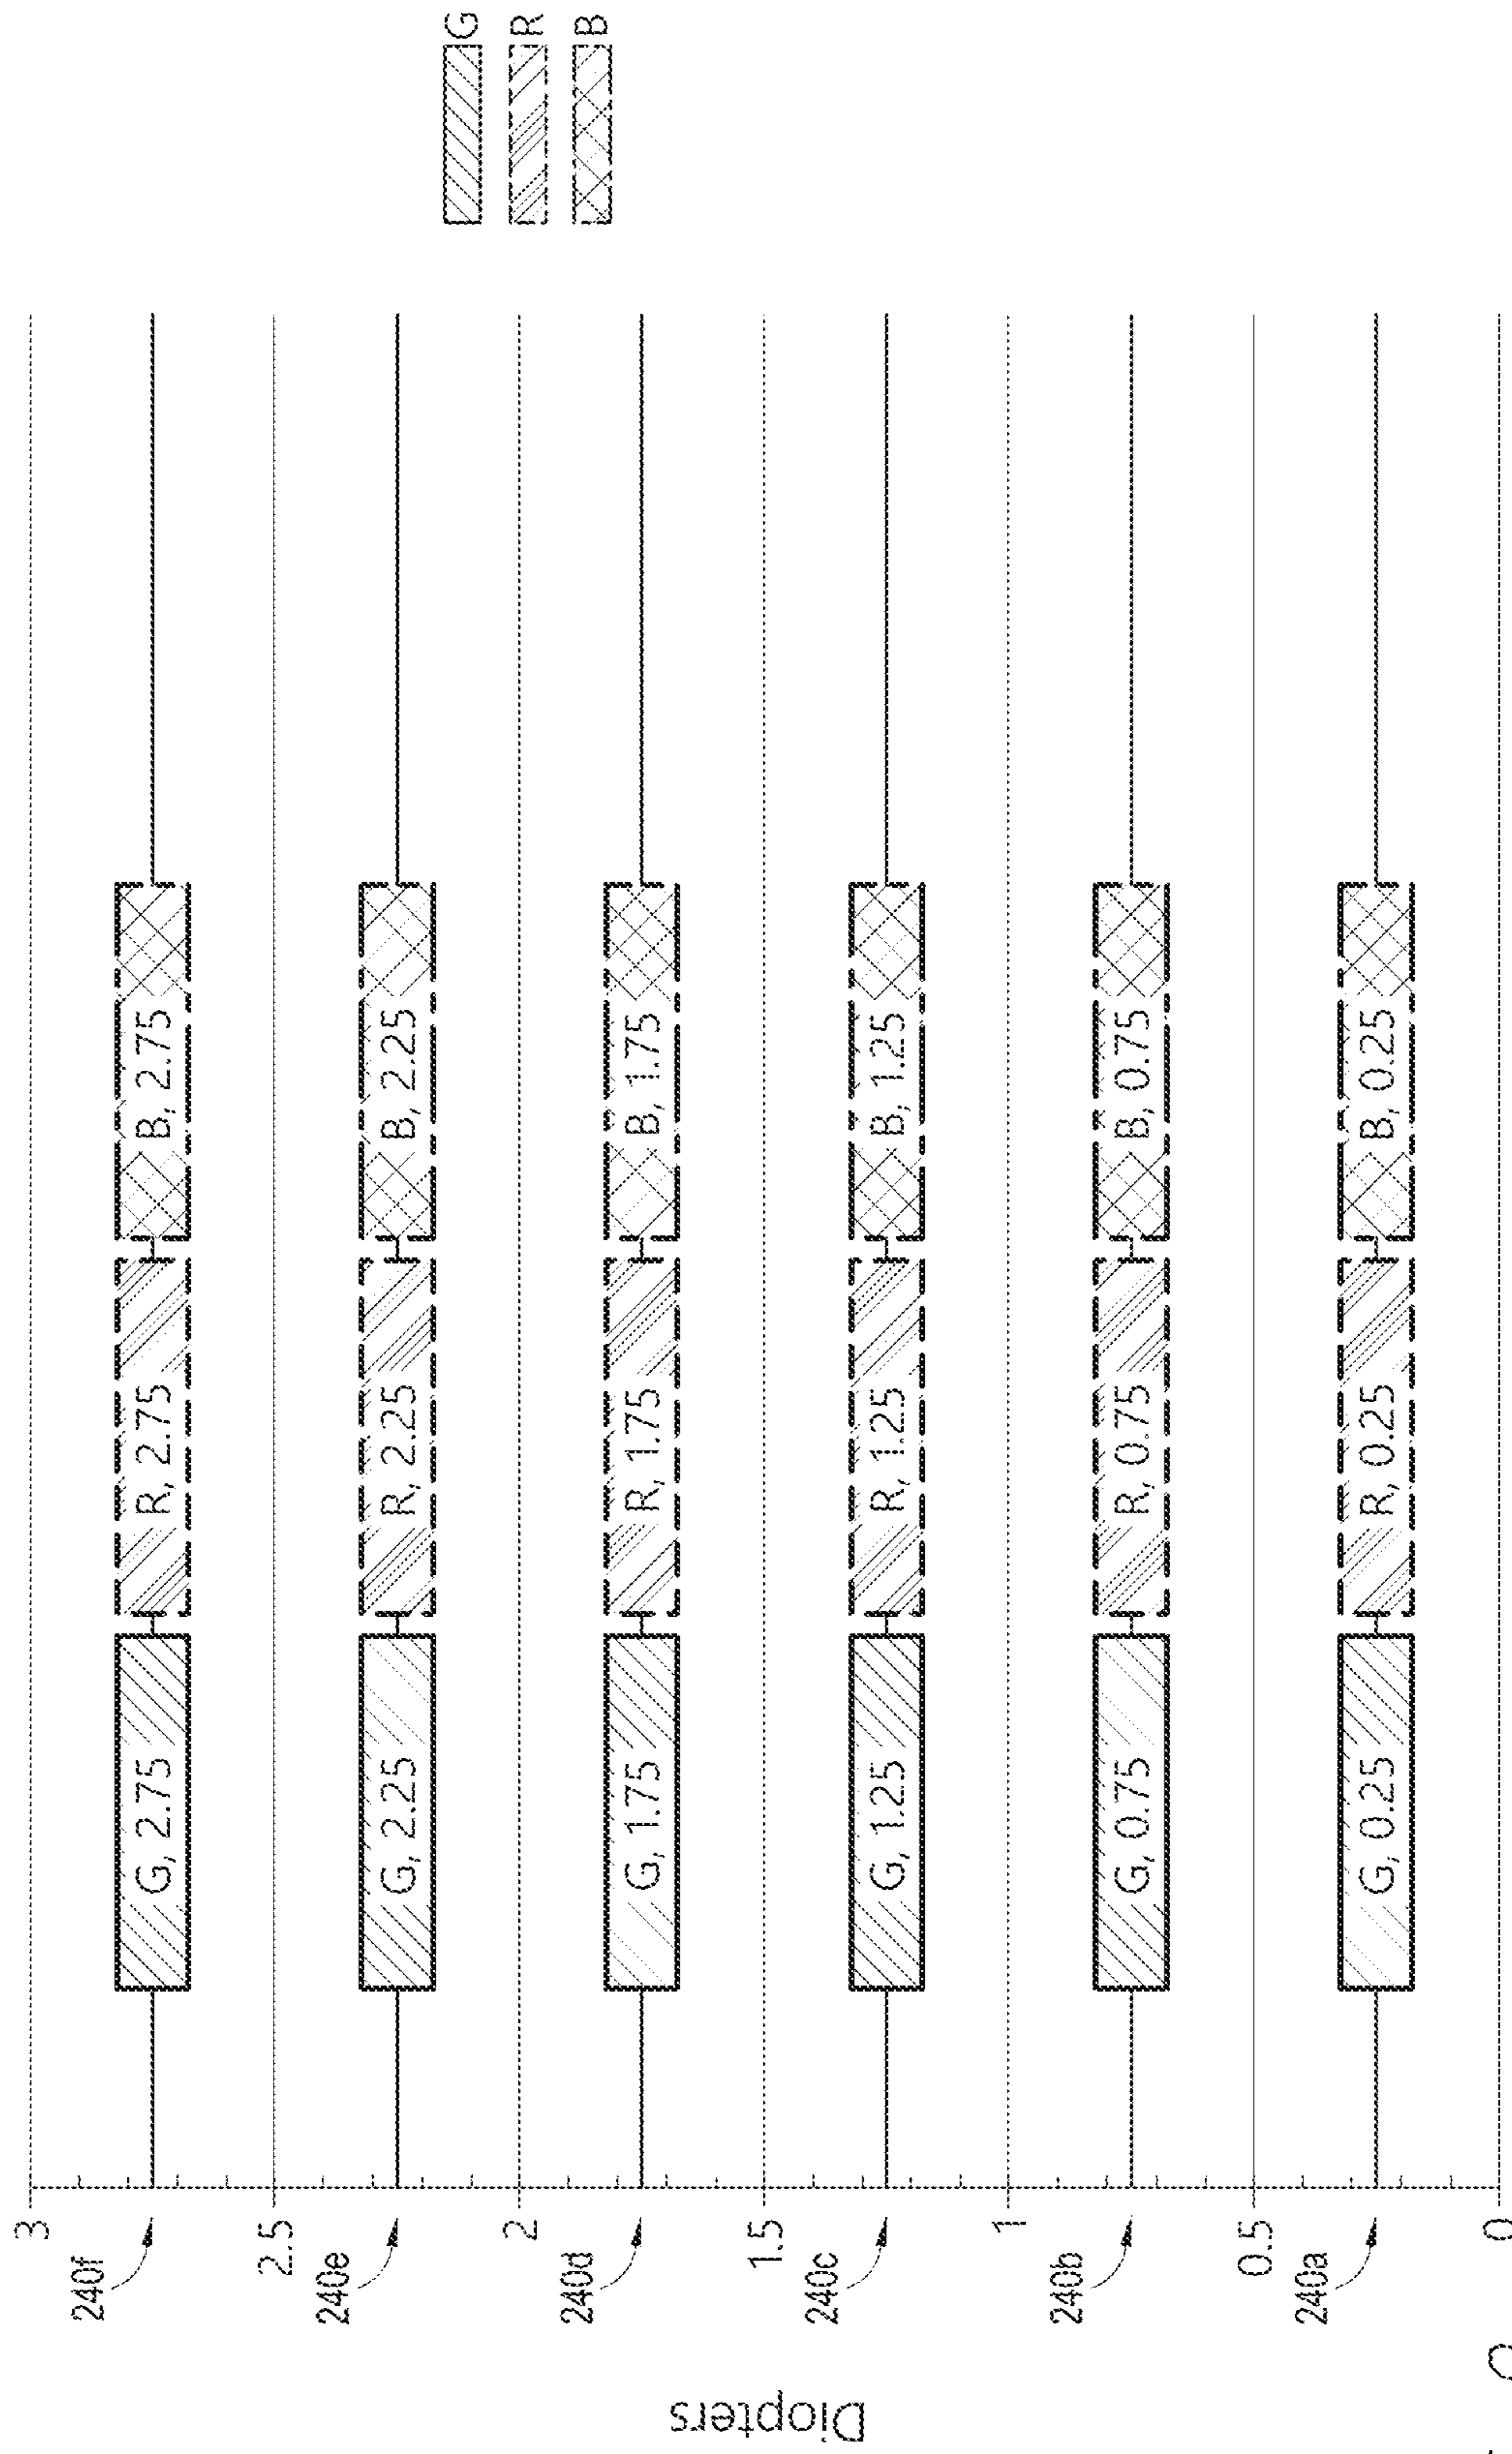 Diopters
3
240f
G, 2.75
R, 2.75
B, 2.75
2.5
240e
G, 2.25
R, 2.25
B, 2.25
2
240d
G, 1.75
R, 1.75
B, 1.75
1.5
240c
G, 1.25
R, 1.25
B, 1.25
1
240b
G, 0.75
R, 0.75
B, 0.75
0.5
240a
G, 0.25
R, 0.25
B, 0.25
0
G
R
B